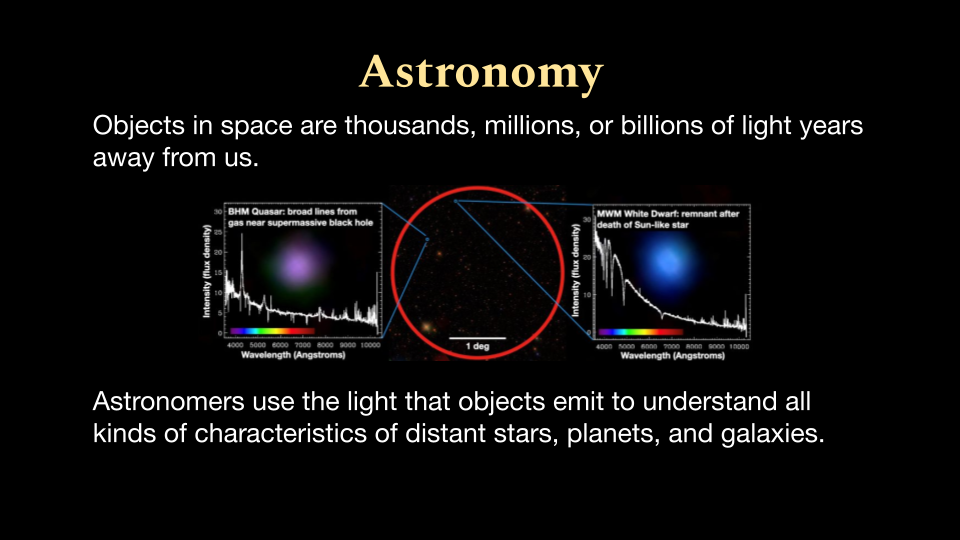 Astronomy
Objects in space are thousands, millions, or billions of light years
away from us.
BHM Quasar: broad lines from
gas near supermassive black hole
Intensity (flux density)
30
25
20
15
10
5
0
4000 5000 6000 7000 8000 9000 10000
Wavelength (Angstroms)
1 deg
MWM White Dwarf: remnant after
death of Sun-like star
Intensity (flux density)
30
20
10
0
4000 5000 6000 7000 8000 9000 10000
Wavelength (Angstroms)
Astronomers use the light that objects emit to understand all
kinds of characteristics of distant stars, planets, and galaxies.